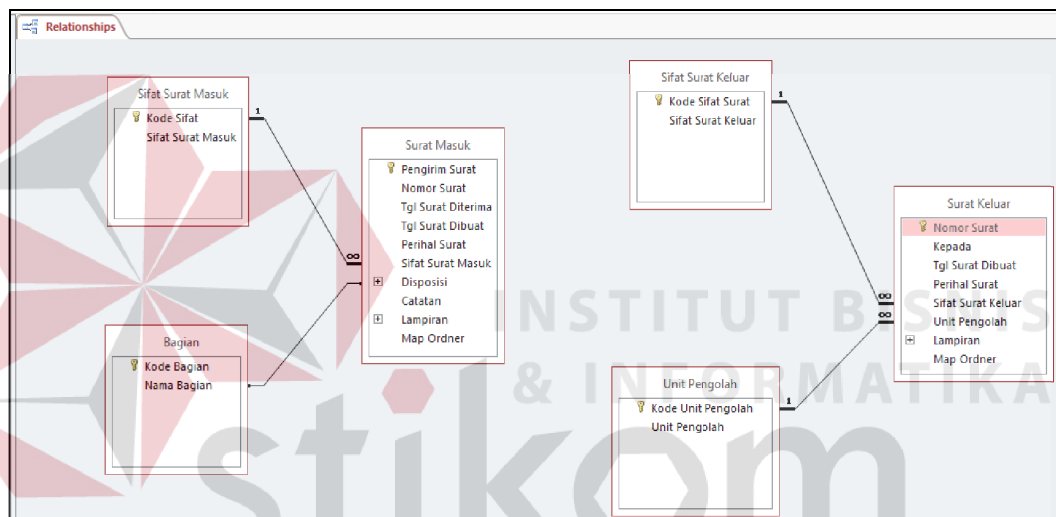 Relationships
Sifat Surat Masuk
Kode Sifat
Sifat Surat Masuk
1
Surat Masuk
Pengirim Surat
Nomor Surat
Tgl Surat Diterima
Tgl Surat Dibuat
Perihal Surat
Sifat Surat Masuk
Disposisi
Catatan
Lampiran
Map Ordner
∞
Bagian
Kode Bagian
Nama Bagian
Sifat Surat Keluar
Kode Sifat Surat
Sifat Surat Keluar
1
Surat Keluar
Nomor Surat
Kepada
Tgl Surat Dibuat
Perihal Surat
Sifat Surat Keluar
Unit Pengolah
Lampiran
Map Ordner
∞
∞
Unit Pengolah
Kode Unit Pengolah
Unit Pengolah
1
INSTITUT BISNIS
& INFORMATIKA
stikom